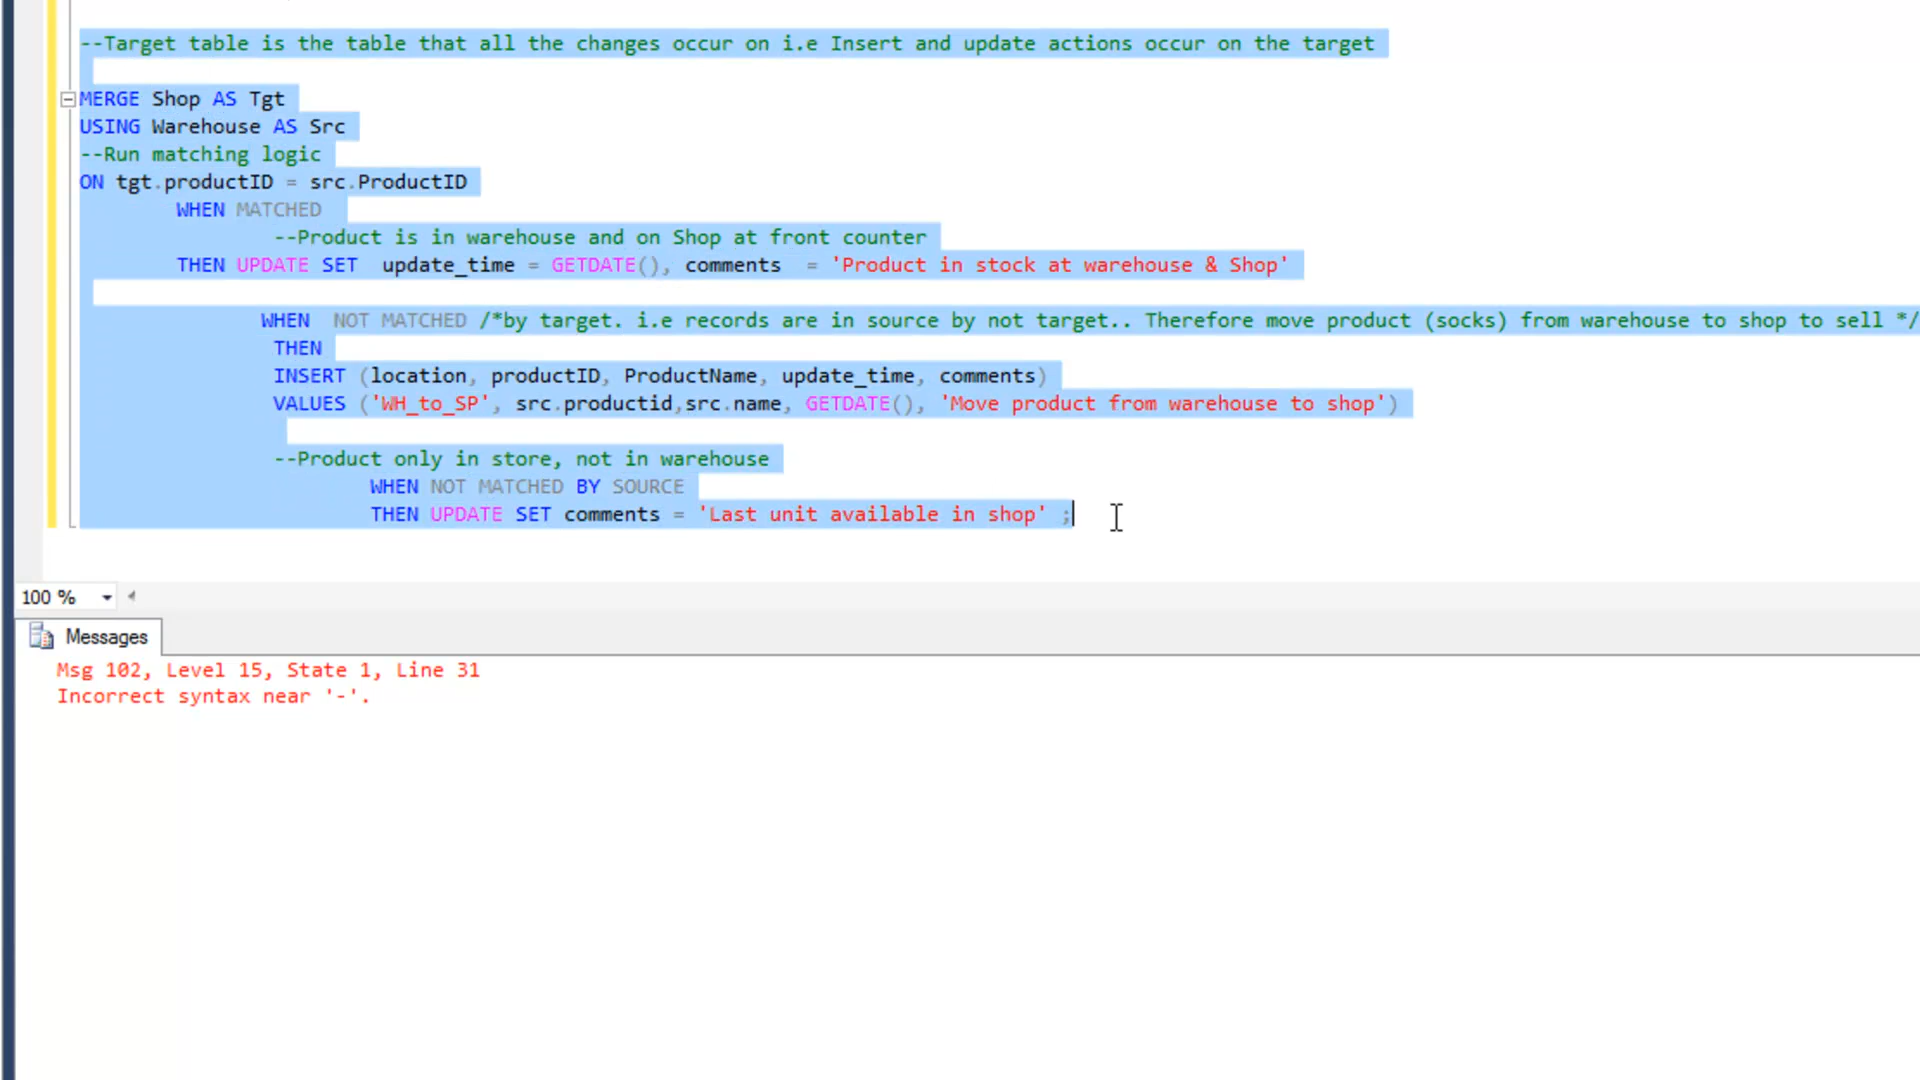 --Target table is the table that all the changes occur on i.e Insert and update actions occur on the target
MERGE Shop AS Tgt
USING Warehouse AS Src
--Run matching logic
ON tgt.productID = src.ProductID
WHEN MATCHED
--Product is in warehouse and on Shop at front counter
THEN UPDATE SET  update_time = GETDATE(), comments  = 'Product in stock at warehouse & Shop'
WHEN  NOT MATCHED /*by target. i.e records are in source by not target.. Therefore move product (socks) from warehouse to shop to sell */
THEN
INSERT (location, productID, ProductName, update_time, comments)
VALUES ('WH_to_SP', src.productid,src.name, GETDATE(), 'Move product from warehouse to shop')
--Product only in store, not in warehouse
WHEN NOT MATCHED BY SOURCE
THEN UPDATE SET comments = 'Last unit available in shop' ;
100 %
Messages
Msg 102, Level 15, State 1, Line 31
Incorrect syntax near '-'.